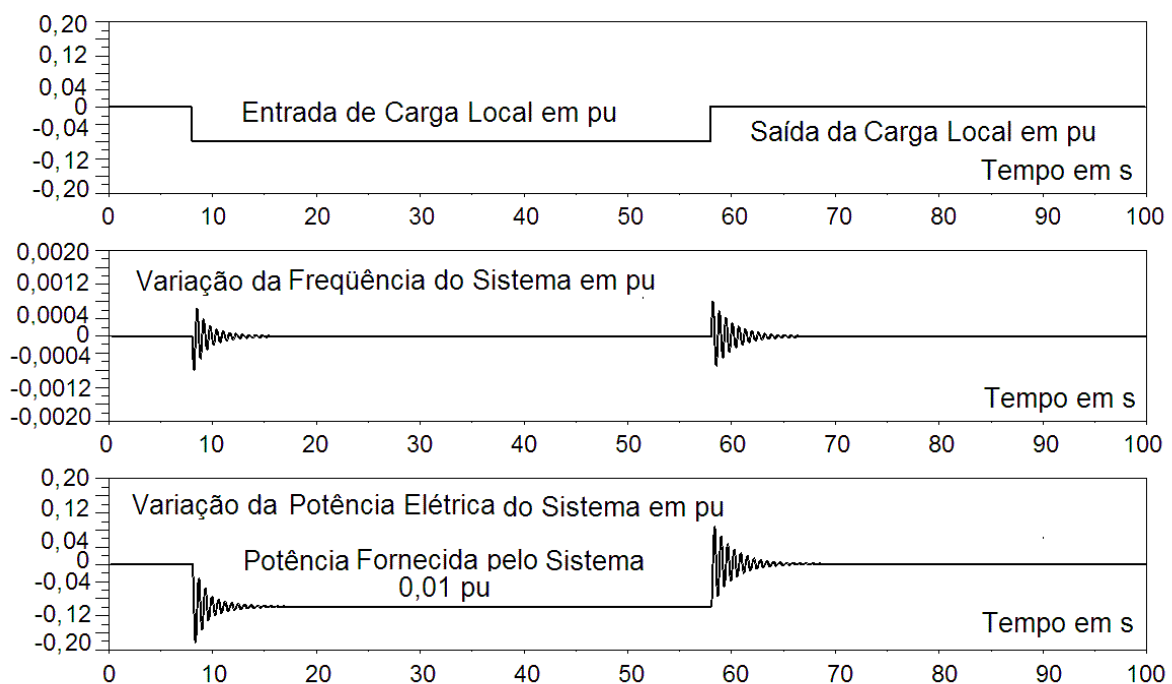 0,20
0,12
0,04
0
-0,04
-0,12
-0,20
Entrada de Carga Local em pu
Saída da Carga Local em pu
Tempo em s
0 10 20 30 40 50 60 70 80 90 100
0,0020
0,0012
0,0004
0
-0,0004
-0,0012
-0,0020
Variação da Freqüência do Sistema em pu
Tempo em s
0 10 20 30 40 50 60 70 80 90 100
0,20
0,12
0,04
0
-0,04
-0,12
-0,20
Variação da Potência Elétrica do Sistema em pu
Potência Fornecida pelo Sistema
0,01 pu
Tempo em s
0 10 20 30 40 50 60 70 80 90 100